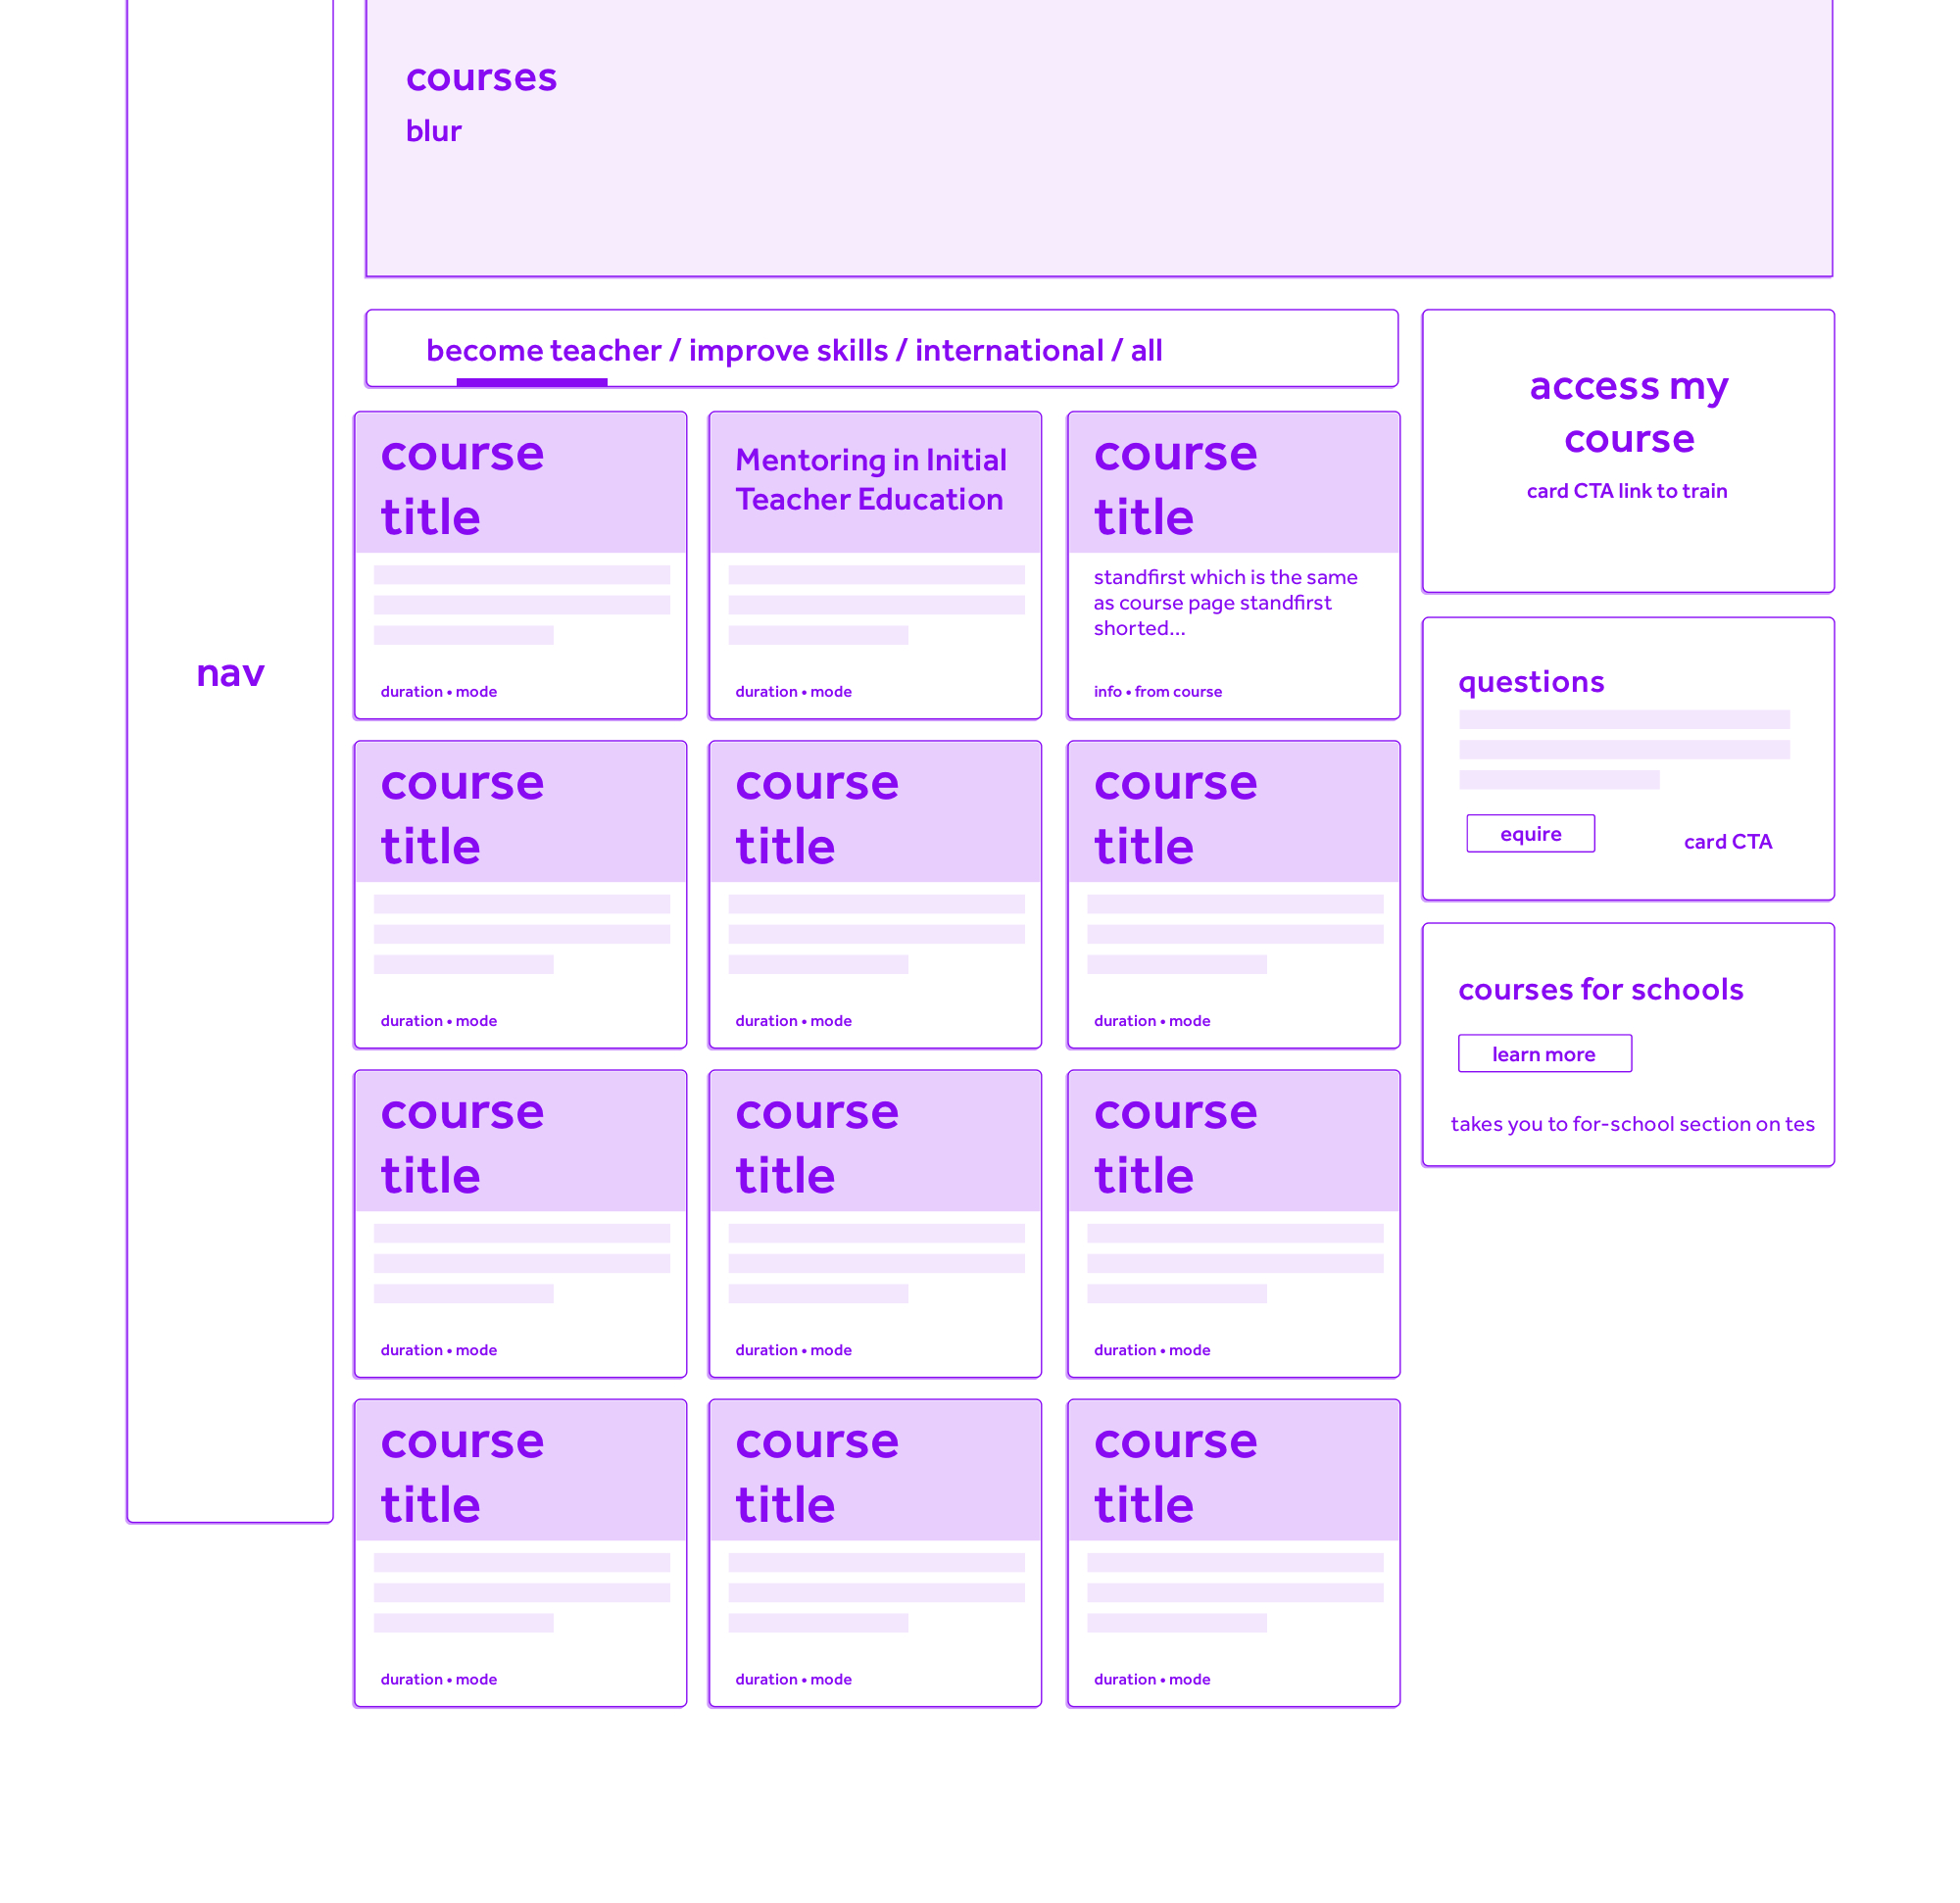 courses
blur
nav
become teacher / improve skills / international / all
course
title
duration • mode
Mentoring in Initial
Teacher Education
duration • mode
course
title
standfirst which is the same
as course page standfirst
shorted...
info • from course
course
title
duration • mode
course
title
duration • mode
course
title
duration • mode
course
title
duration • mode
course
title
duration • mode
course
title
duration • mode
course
title
duration • mode
course
title
duration • mode
course
title
duration • mode
access my
course
card CTA link to train
questions
equire
card CTA
courses for schools
learn more
takes you to for-school section on tes